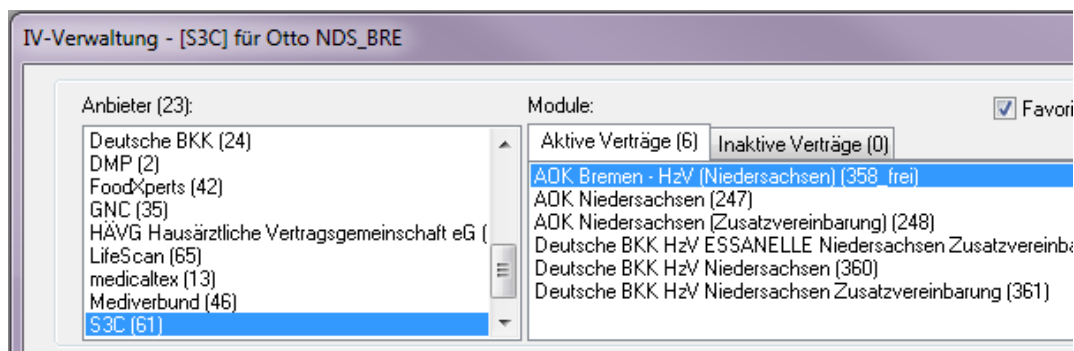 IV-Verwaltung - [S3C] für Otto NDS_BRE
Anbieter (23):
Deutsche BKK (24)
DMP (2)
FoodXperts (42)
GNC (35)
HÄVG Hausärztliche Vertragsgemeinschaft eG (
LifeScan (65)
medicaltex (13)
Mediverbund (46)
S3C (61)
Module:
Favori
Aktive Verträge (6)
Inaktive Verträge (0)
AOK Bremen - HzV (Niedersachsen) (358_frei)
AOK Niedersachsen (247)
AOK Niedersachsen (Zusatzvereinbarung) (248)
Deutsche BKK HzV ESSANELLE Niedersachsen Zusatzvereinba
Deutsche BKK HzV Niedersachsen (360)
Deutsche BKK HzV Niedersachsen Zusatzvereinbarung (361)